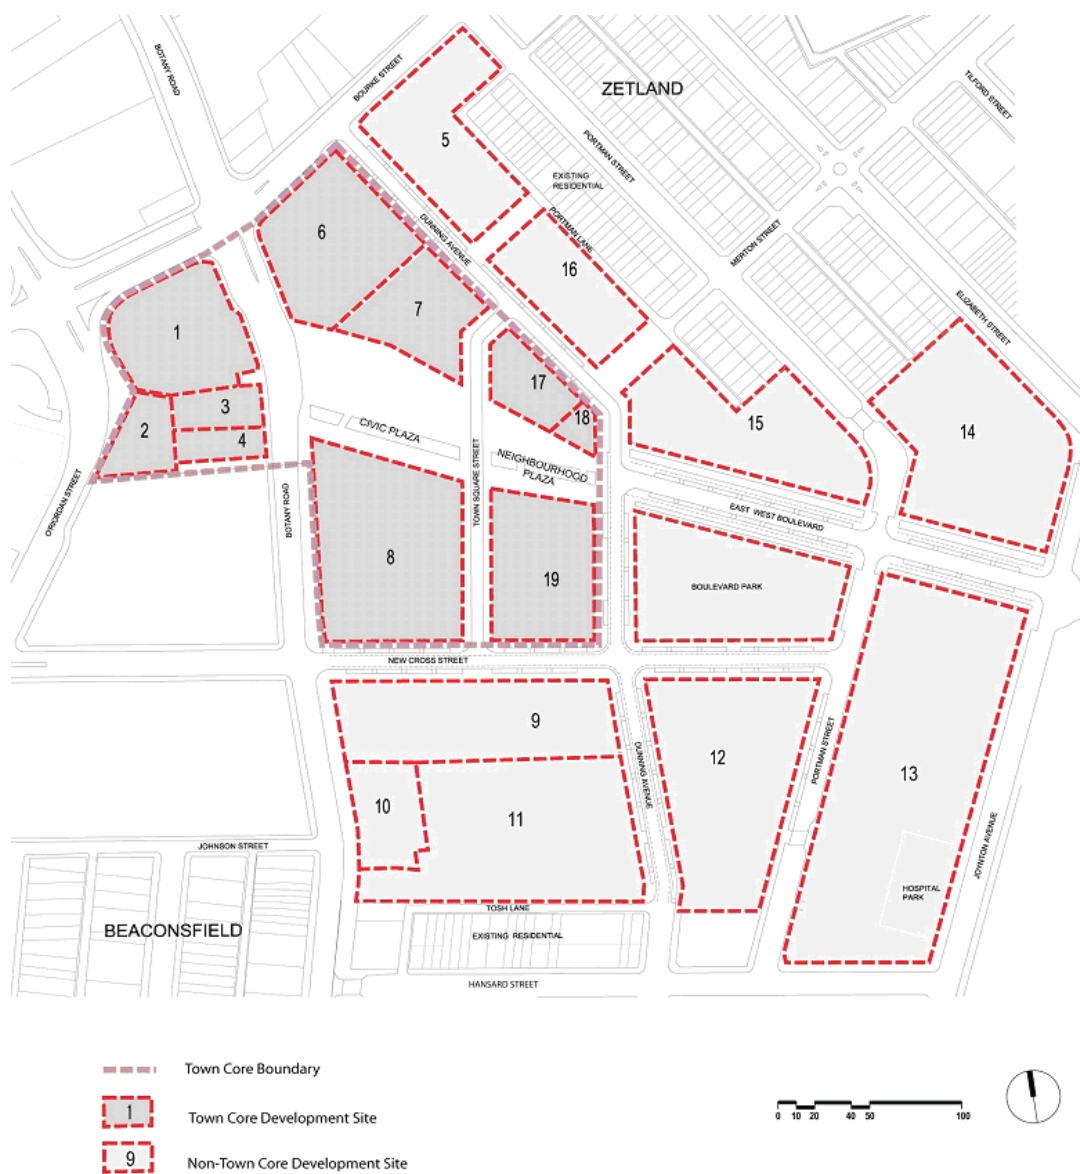 BOTANY ROAD
BOURKE STREET
ZETLAND
TILFORD STREET
5
PORTMAN STREET
EXISTING
RESIDENTIAL
PORTMAN LANE
6
DUNNING AVENUE
MERTON STREET
16
ELIZABETH STREET
7
1
17
3
18
15
14
2
4
CIVIC PLAZA
NEIGHBOURHOOD
PLAZA
TOWN SQUARE STREET
O'RIORDAN STREET
BOTANY ROAD
EAST WEST BOULEVARD
8
19
BOULEVARD PARK
NEW CROSS STREET
9
DUNNING AVENUE
12
PORTMAN STREET
13
10
11
JOYNTON AVENUE
JOHNSON STREET
HOSPITAL
PARK
TOSH LANE
BEACONSFIELD
EXISTING RESIDENTIAL
HANSARD STREET
Town Core Boundary
1
Town Core Development Site
9
Non-Town Core Development Site
0 10 20 40 50 100